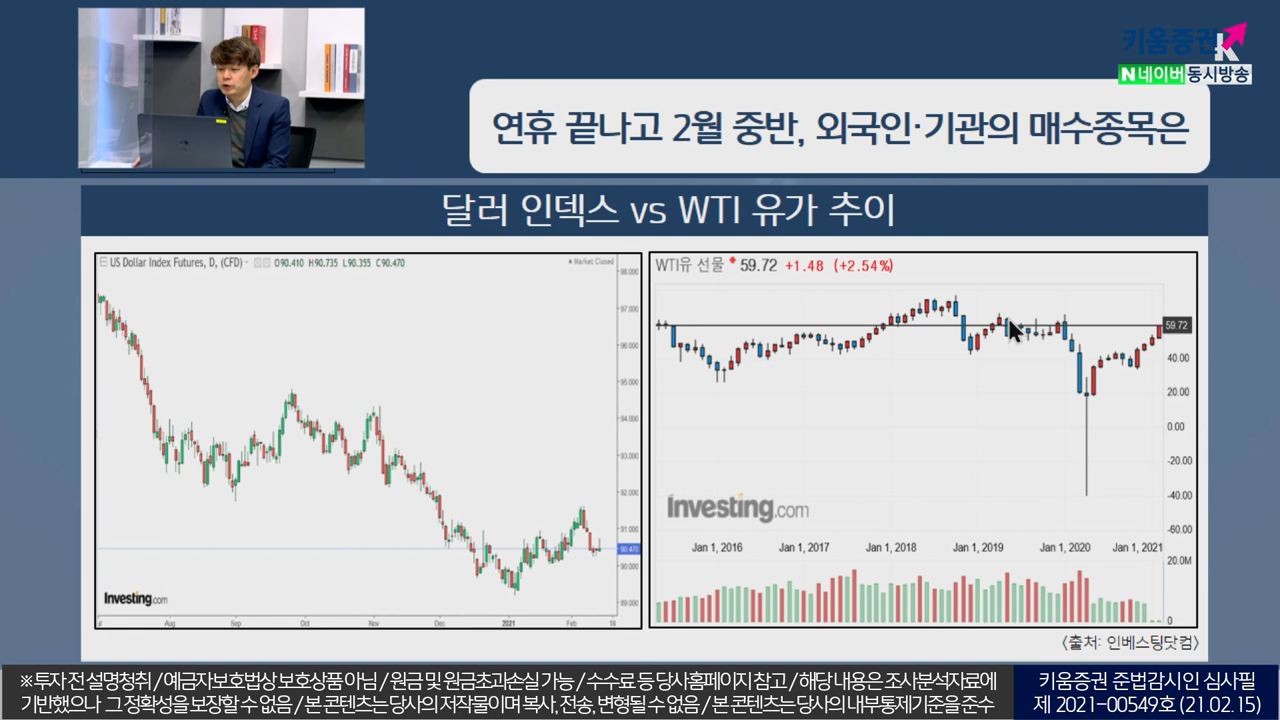 키움증권
N 네이버 동시방송
연휴 끝나고 2월 중반, 외국인·기관의 매수종목은
달러 인덱스 vs WTI 유가 추이
US Dollar Index Futures, D, (CFD) O90.410 H90.735 L90.355 C90.470
Market Closed
98.000
97.000
96.000
95.000
94.000
93.000
92.000
91.000
90.470
90.000
89.000
Investing.com
Aug Sep Oct Nov Dec 2021 Feb 18
WTI유 선물 59.72 +1.48 (+2.54%)
59.72
40.00
20.00
0.00
-20.00
-40.00
-60.00
Investing.com
Jan 1, 2016 Jan 1, 2017 Jan 1, 2018 Jan 1, 2019 Jan 1, 2020 Jan 1, 2021
20.0M
0
<출처: 인베스팅닷컴>
※ 투자 전 설명청취 / 예금자보호법상 보호상품 아님 / 원금 및 원금초과손실 가능 / 수수료 등 당사홈페이지 참고 / 해당 내용은 조사분석자료에
기반했으나 그 정확성을 보장할 수 없음 / 본 콘텐츠는 당사의 저작물이며 복사, 전송, 변형될 수 없음 / 본 콘텐츠는 당사의 내부통제기준을 준수
키움증권 준법감시인 심사필
제 2021-00549호 (21.02.15)